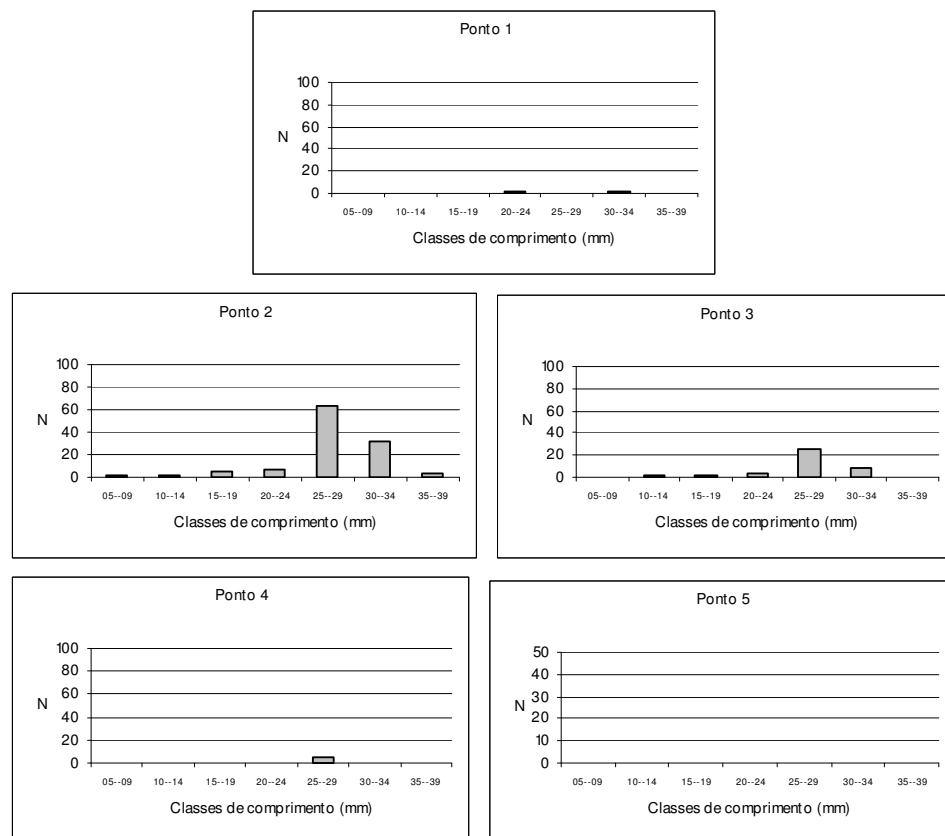 Ponto 1
100
80
60
N
40
20
0
05--09 10--14 15--19 20--24 25--29 30--34 35--39
Classes de comprimento (mm)
Ponto 2
100
80
60
N
40
20
0
05--09 10--14 15--19 20--24 25--29 30--34 35--39
Classes de comprimento (mm)
Ponto 3
100
80
60
N
40
20
0
05--09 10--14 15--19 20--24 25--29 30--34 35--39
Classes de comprimento (mm)
Ponto 4
100
80
60
N
40
20
0
05--09 10--14 15--19 20--24 25--29 30--34 35--39
Classes de comprimento (mm)
Ponto 5
50
40
30
N
20
10
0
05--09 10--14 15--19 20--24 25--29 30--34 35--39
Classes de comprimento (mm)